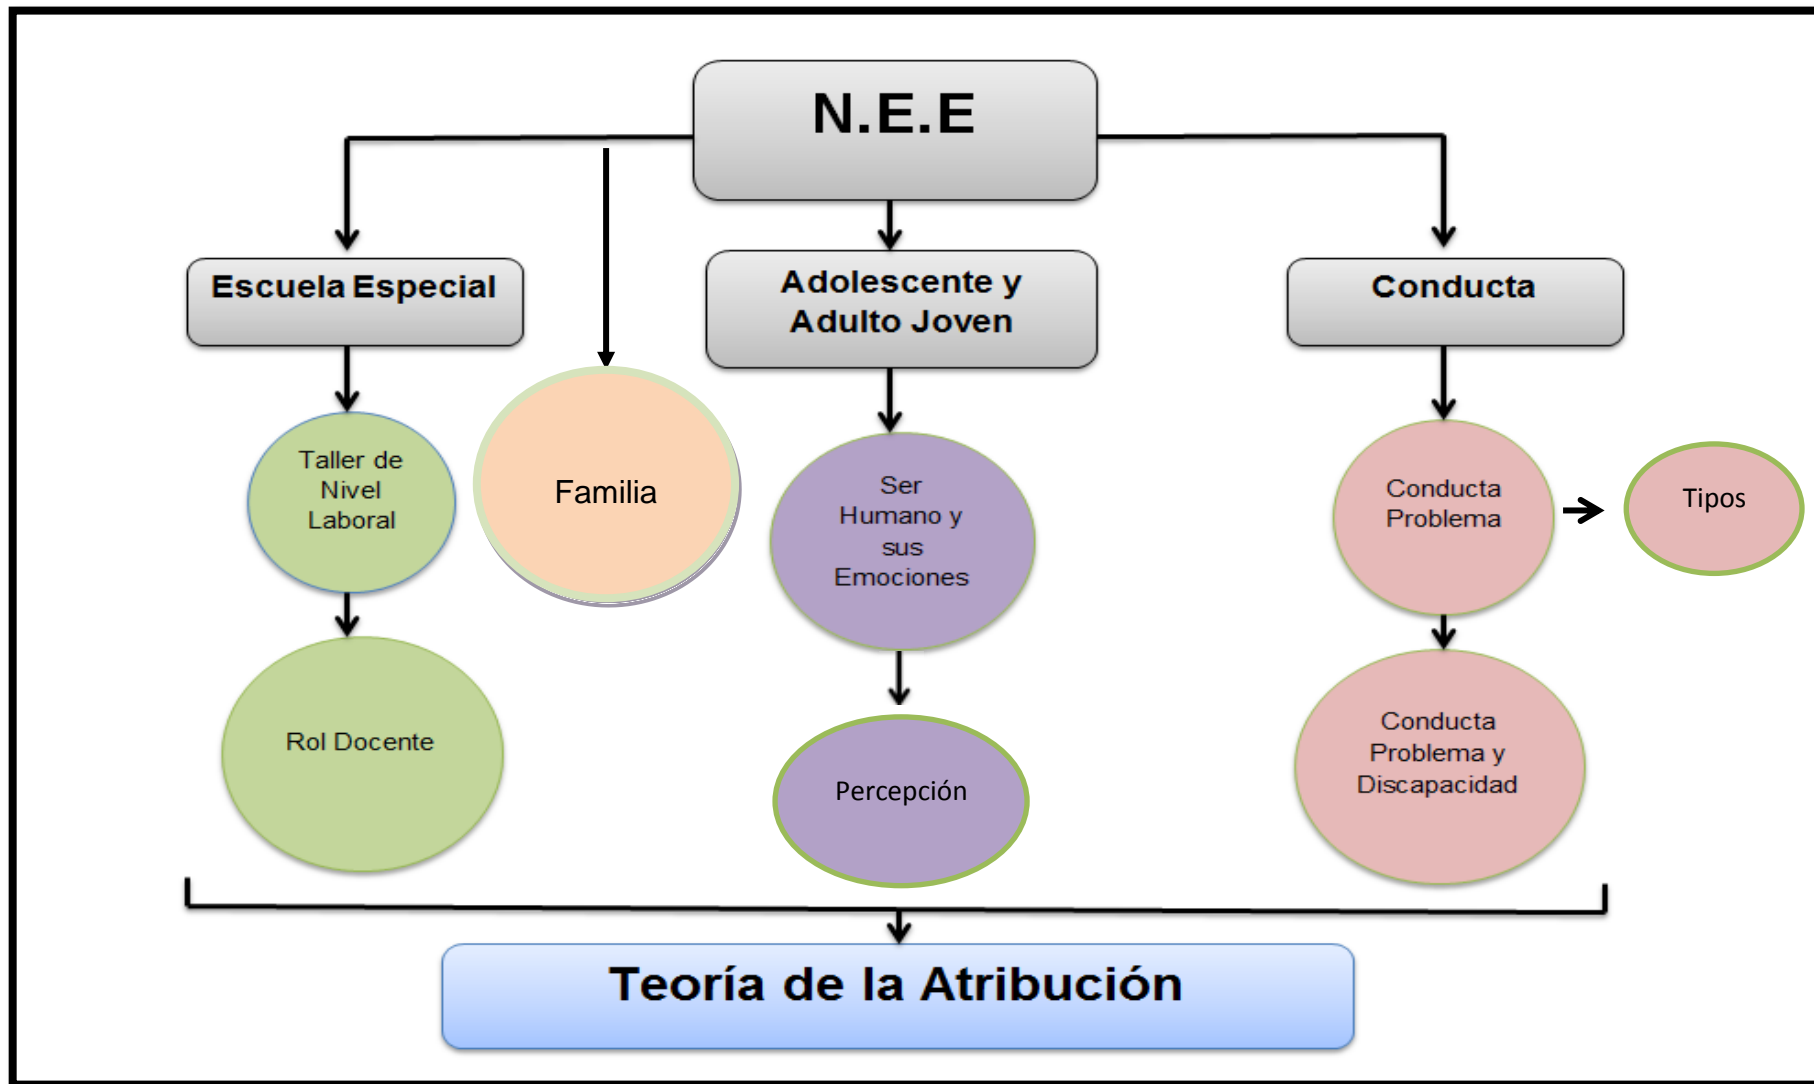 N.E.E
Escuela Especial
Adolescente y
Adulto Joven
Conducta
Taller de
Nivel
Laboral
Familia
Ser
Humano y
sus
Emociones
Conducta
Problema
Tipos
Rol Docente
Percepción
Conducta
Problema y
Discapacidad
Teoría de la Atribución